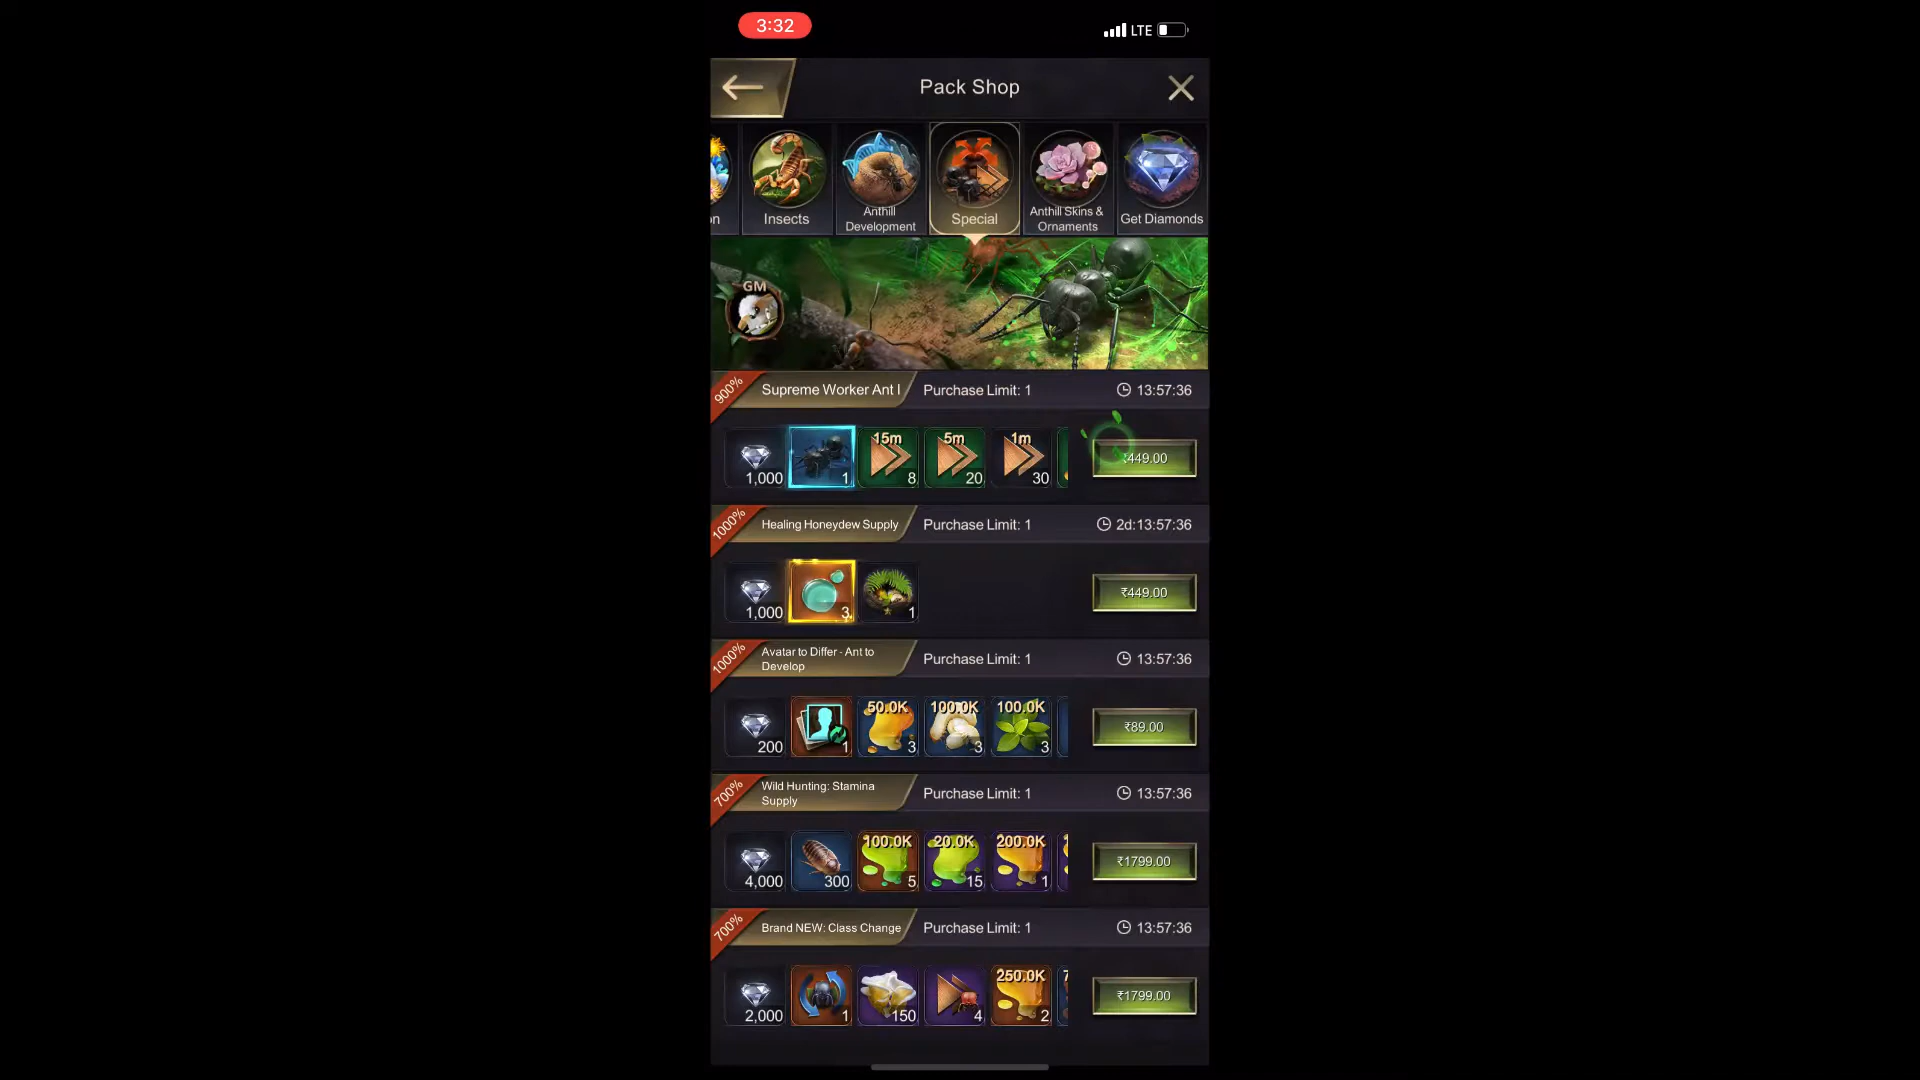 3:32
LTE
Pack Shop
on
Insects
Anthill
Development
Special
Anthill Skins &
Ornaments
Get Diamonds
GM
900%
Supreme Worker Ant I
Purchase Limit: 1
13:57:36
1,000
1
15m
8
5m
20
1m
30
₹449.00
1000%
Healing Honeydew Supply
Purchase Limit: 1
2d:13:57:36
1,000
3
1
₹449.00
1000%
Avatar to Differ - Ant to
Develop
Purchase Limit: 1
13:57:36
200
1
50.0K
3
100.0K
3
100.0K
3
₹89.00
700%
Wild Hunting: Stamina
Supply
Purchase Limit: 1
13:57:36
4,000
300
100.0K
5
20.0K
15
200.0K
1
₹1799.00
700%
Brand NEW: Class Change
Purchase Limit: 1
13:57:36
2,000
1
150
4
250.0K
2
7
₹1799.00